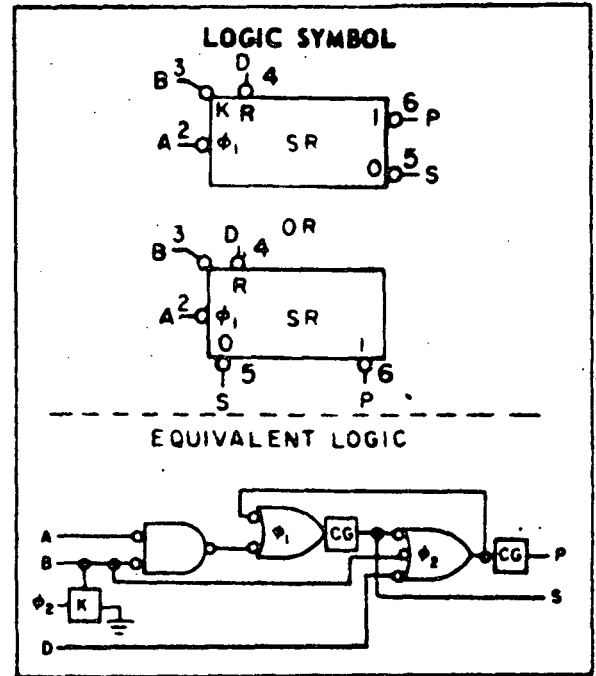 LOGIC SYMBOL
D
B 3 4
K R 6
1 P
A 2 ϕ₁ SR
5
0 S
OR
D
B 3 4
R
A 2 ϕ₁ SR
0 1
5 6
S P
EQUIVALENT LOGIC
A
ϕ₁ CG
B ϕ₂ CG P
S
ϕ₂ K
D